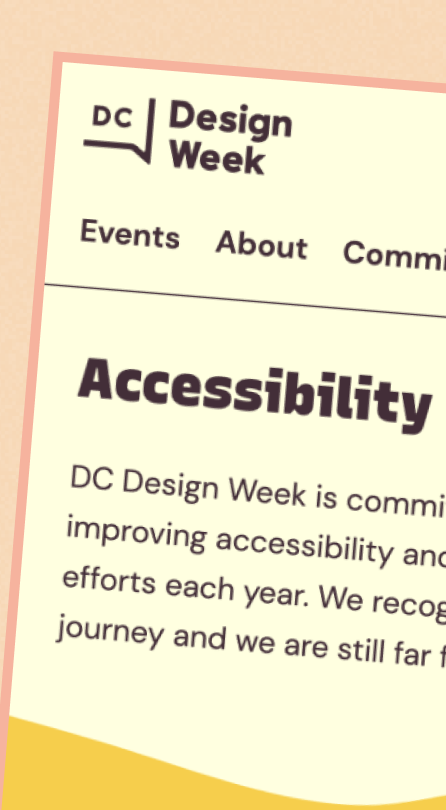 DC Design
Week
Events About Commi
Accessibility
DC Design Week is commi
improving accessibility and
efforts each year. We recog
journey and we are still far f